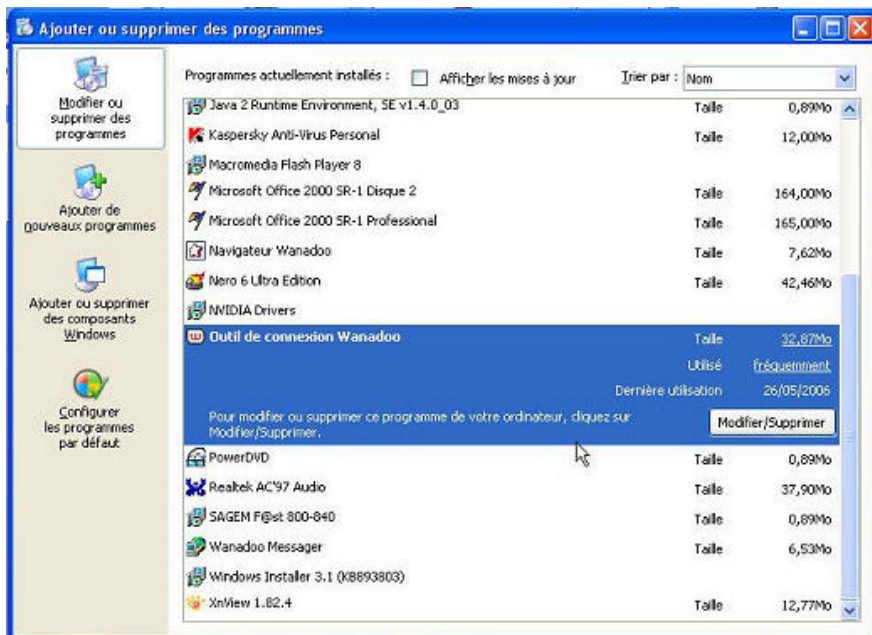 Ajouter ou supprimer des programmes
Modifier ou
supprimer des
programmes
Ajouter de
nouveaux programmes
Ajouter ou supprimer
des composants
Windows
Configurer
les programmes
par défaut
Programmes actuellement installés : Afficher les mises à jour Trier par : Nom
Java 2 Runtime Environment, SE v1.4.0_03 Taille 0,89Mo
Kaspersky Anti-Virus Personal Taille 12,00Mo
Macromedia Flash Player 8
Microsoft Office 2000 SR-1 Disque 2 Taille 164,00Mo
Microsoft Office 2000 SR-1 Professional Taille 165,00Mo
Navigateur Wanadoo Taille 7,62Mo
Nero 6 Ultra Edition Taille 42,46Mo
NVIDIA Drivers
Outil de connexion Wanadoo Taille 32,87Mo
Utilisé fréquemment
Dernière utilisation 26/05/2006
Pour modifier ou supprimer ce programme de votre ordinateur, cliquez sur
Modifier/Supprimer. Modifier/Supprimer
PowerDVD Taille 0,89Mo
Realtek AC'97 Audio Taille 37,90Mo
SAGEM F@st 800-840 Taille 0,89Mo
Wanadoo Messager Taille 6,53Mo
Windows Installer 3.1 (KB893803)
XnView 1.82.4 Taille 12,77Mo